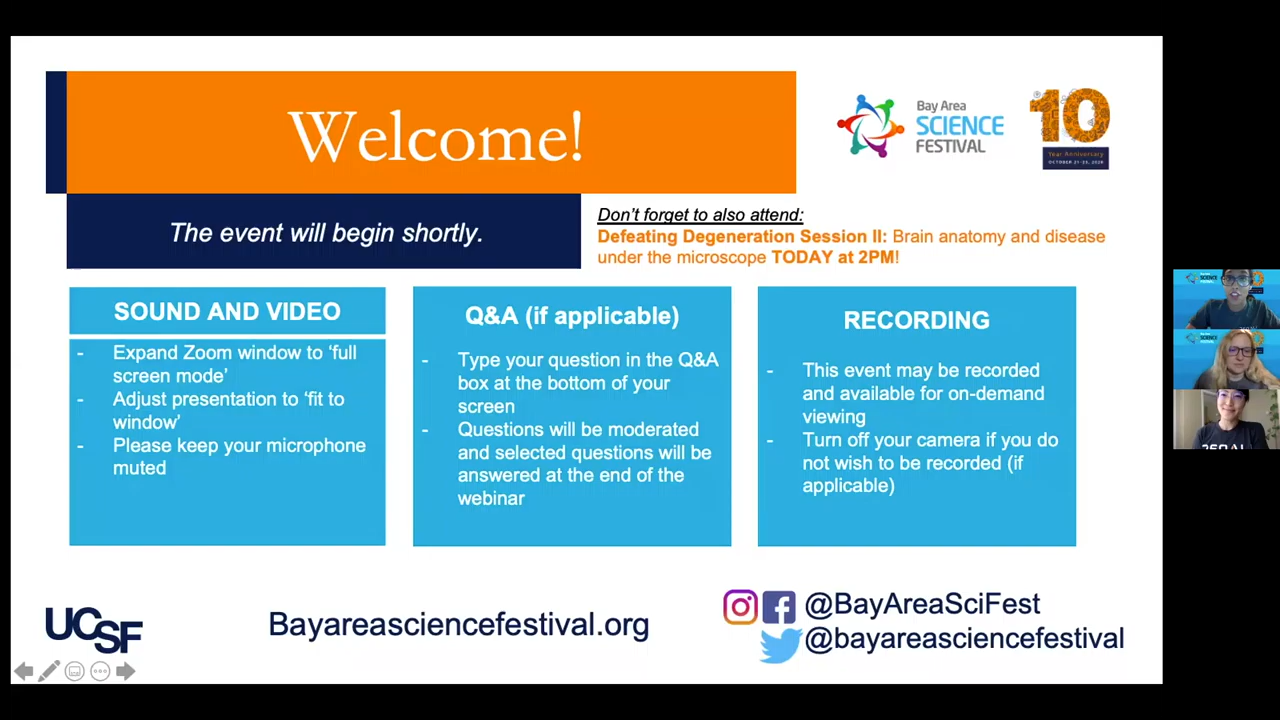 Welcome!
Bay Area
SCIENCE
FESTIVAL
10
Year Anniversary
The event will begin shortly.
Don't forget to also attend:
Defeating Degeneration Session II: Brain anatomy and disease
under the microscope TODAY at 2PM!
SOUND AND VIDEO
- Expand Zoom window to 'full
screen mode'
- Adjust presentation to 'fit to
window'
- Please keep your microphone
muted
Q&A (if applicable)
- Type your question in the Q&A
box at the bottom of your
screen
- Questions will be moderated
and selected questions will be
answered at the end of the
webinar
RECORDING
- This event may be recorded
and available for on-demand
viewing
- Turn off your camera if you do
not wish to be recorded (if
applicable)
UCSF
Bayareasciencefestival.org
@BayAreaSciFest
@bayareasciencefestival